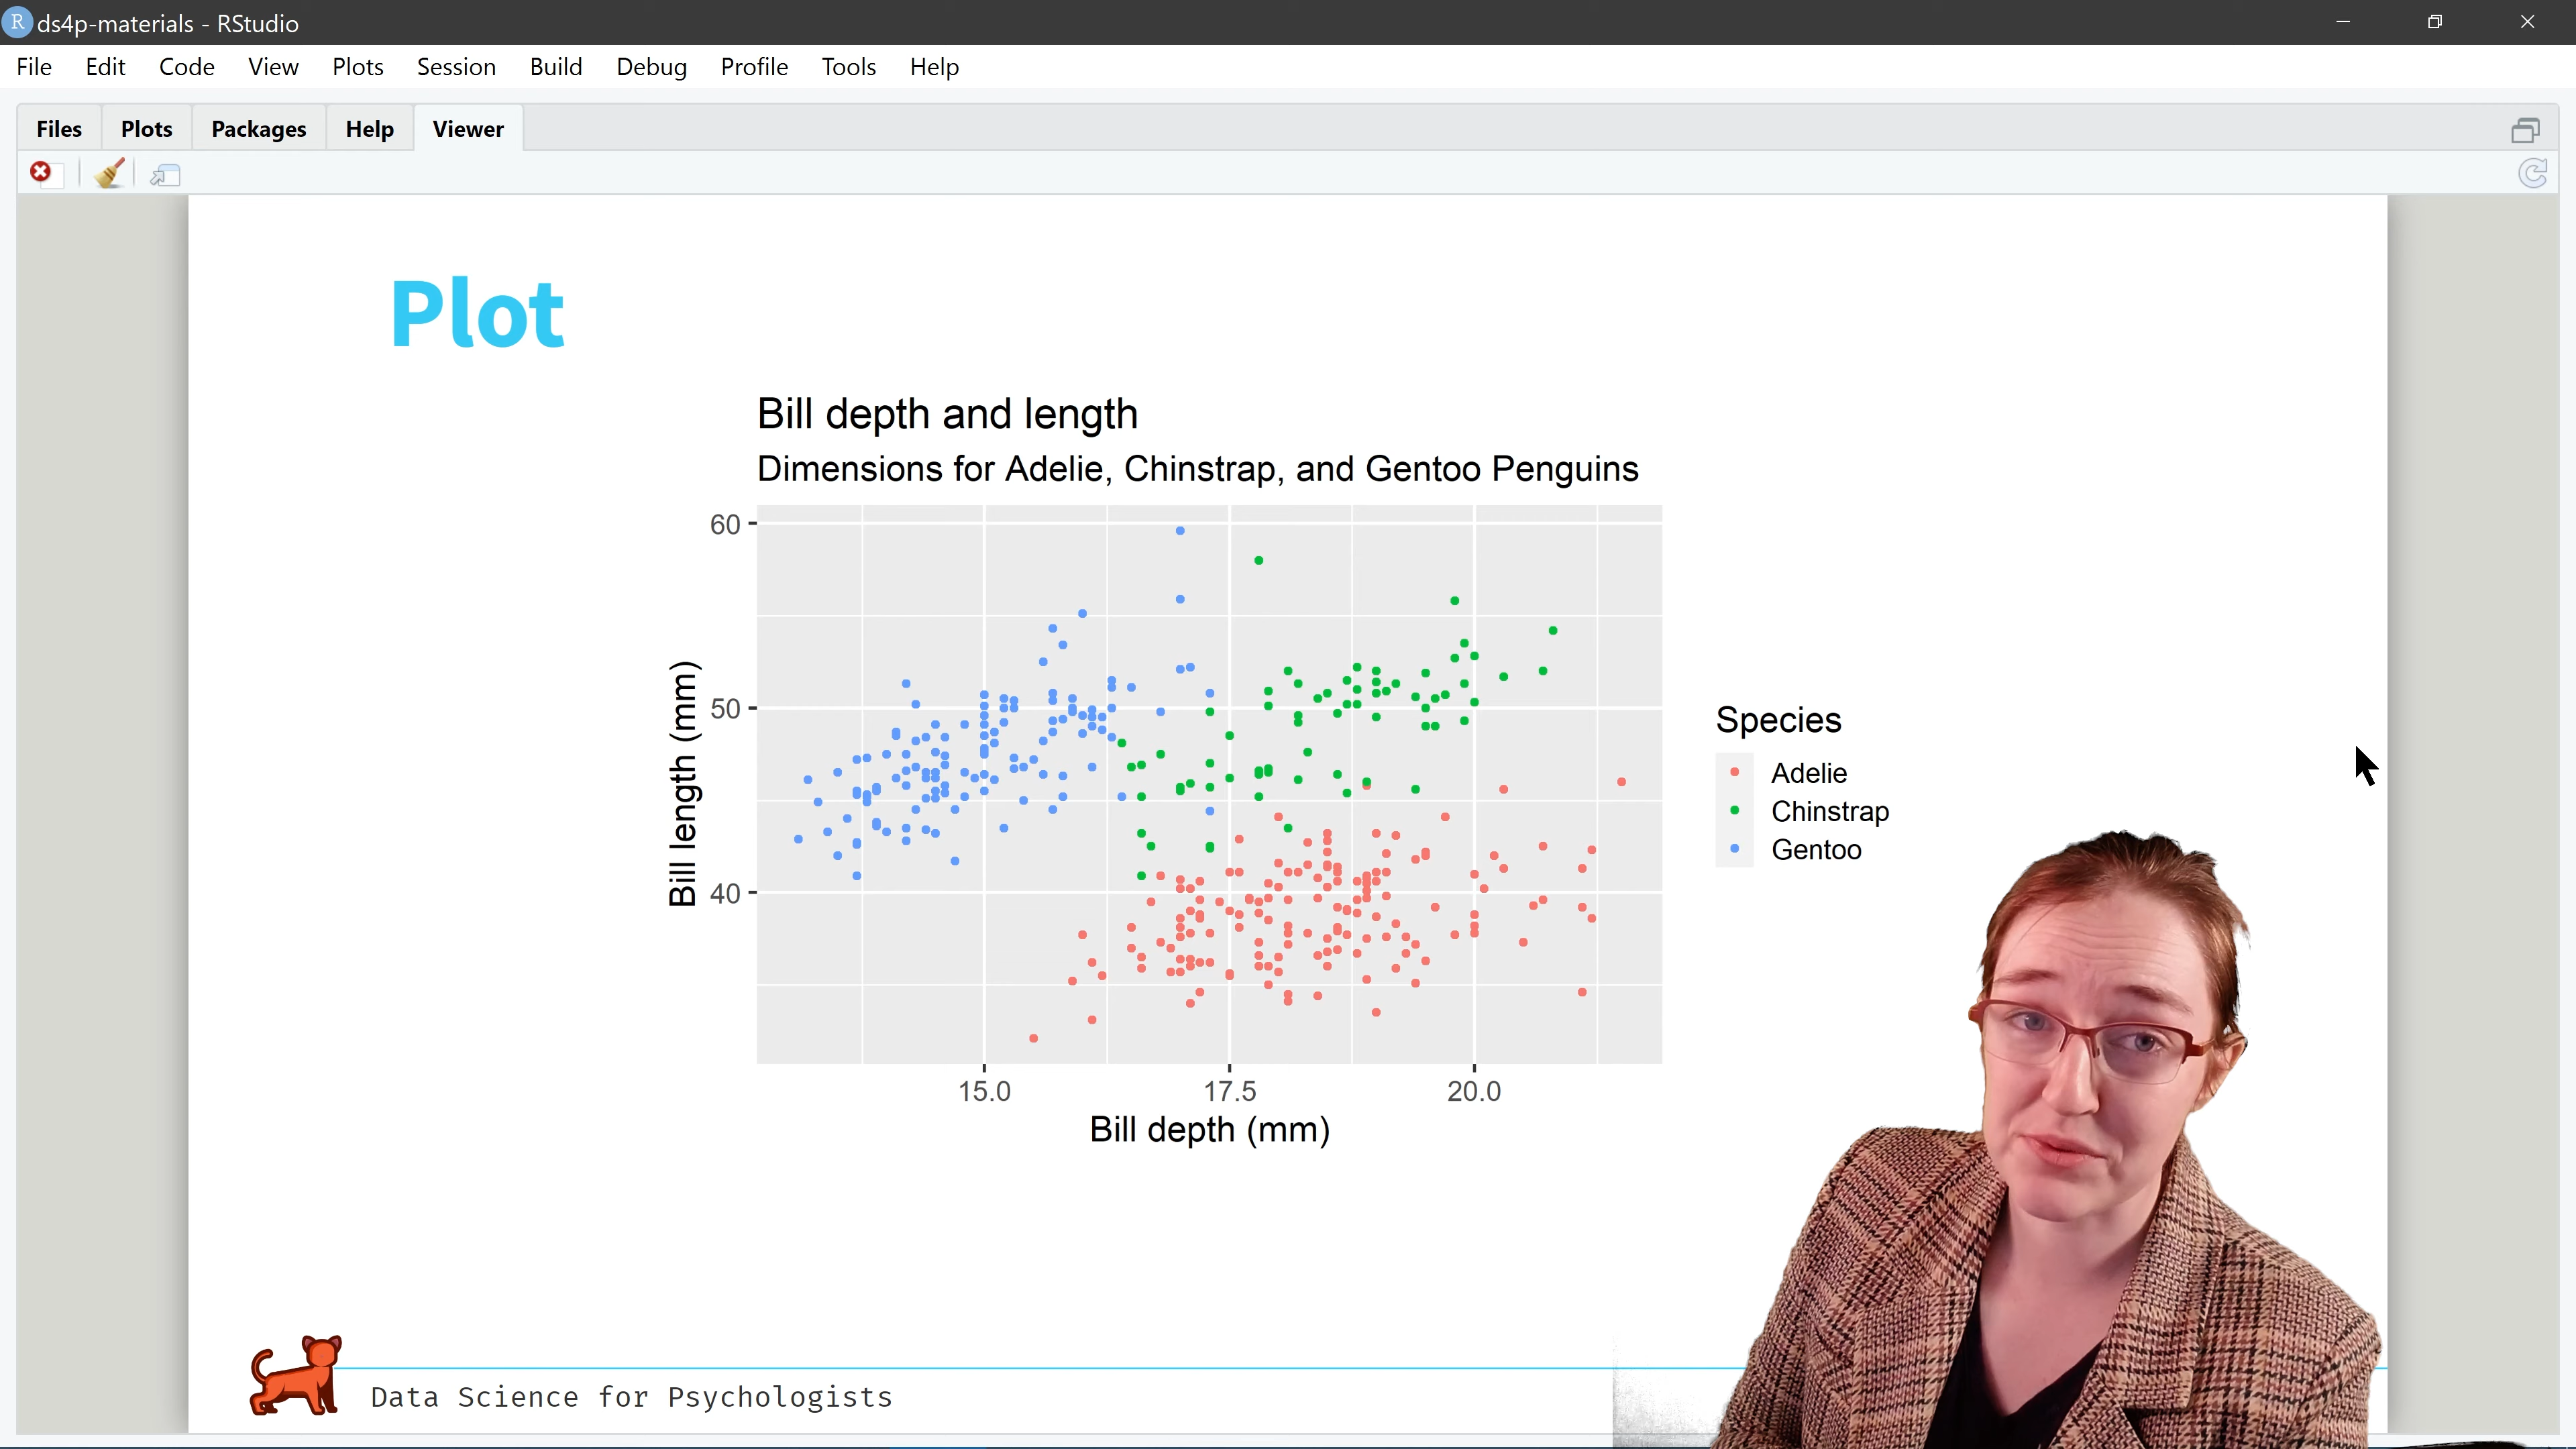 R ds4p-materials - RStudio
File Edit Code View Plots Session Build Debug Profile Tools Help
Files Plots Packages Help Viewer
Plot
Bill depth and length
Dimensions for Adelie, Chinstrap, and Gentoo Penguins
60
50
40
Bill length (mm)
15.0 17.5 20.0
Bill depth (mm)
Species
Adelie
Chinstrap
Gentoo
Data Science for Psychologists